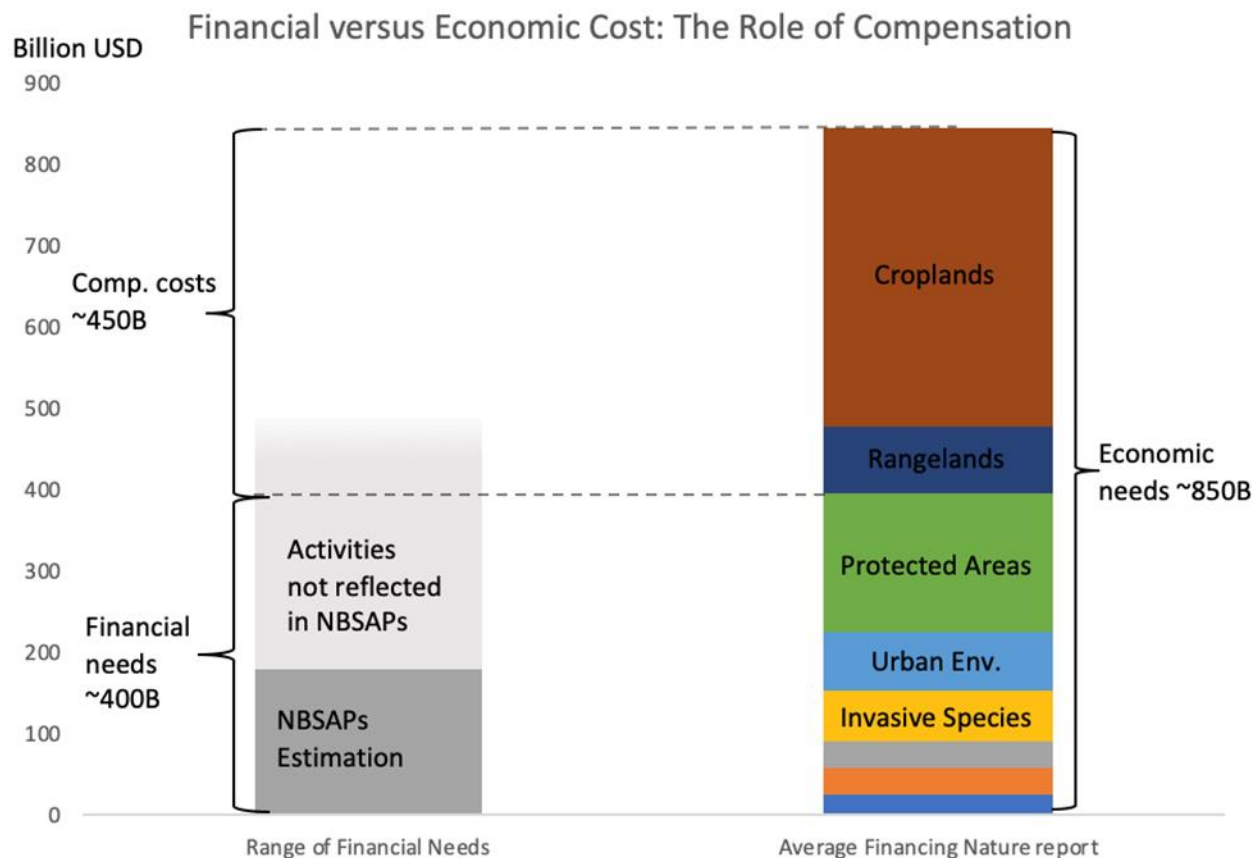 Financial versus Economic Cost: The Role of Compensation
Billion USD
900
800
700
600
500
400
300
200
100
0
Comp. costs
~450B
Financial
needs
~400B
Activities
not reflected
in NBSAPs
NBSAPs
Estimation
Croplands
Rangelands
Protected Areas
Urban Env.
Invasive Species
Economic
needs ~850B
Range of Financial Needs
Average Financing Nature report